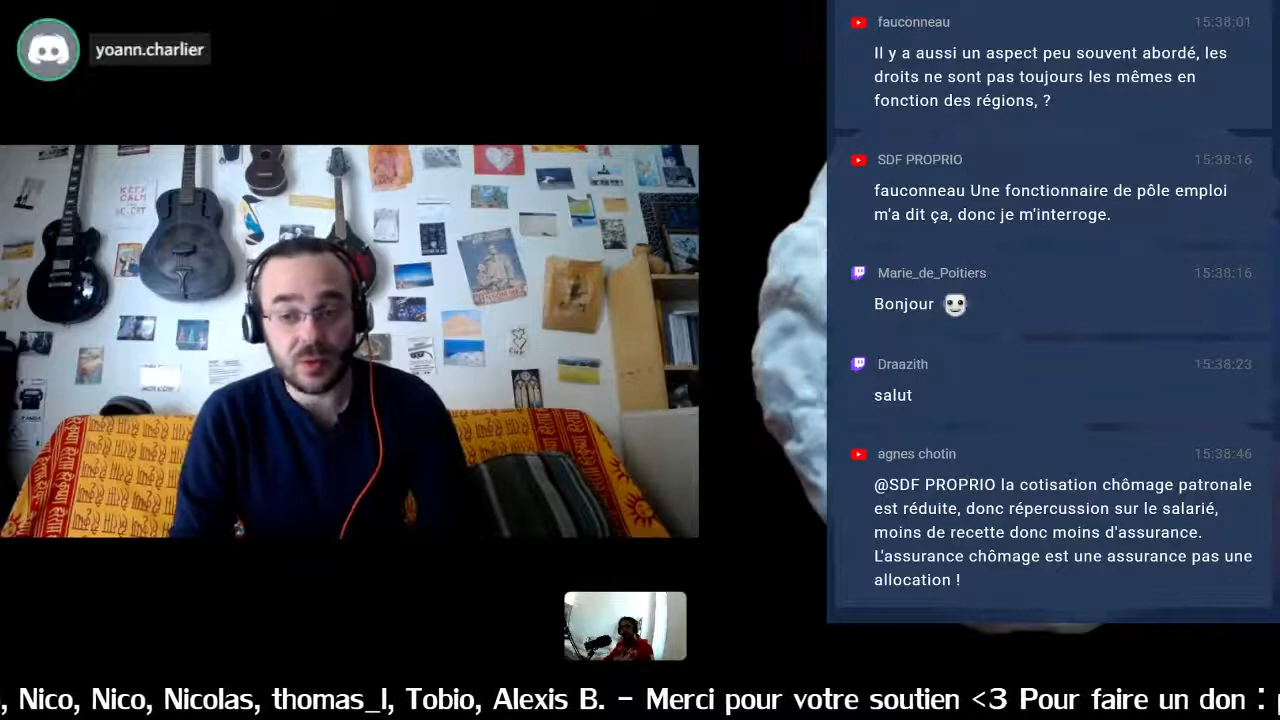 yoann.charlier
KEEP
CALM
fauconneau 15:38:01
Il y a aussi un aspect peu souvent abordé, les
droits ne sont pas toujours les mêmes en
fonction des régions, ?
SDF PROPRIO 15:38:16
fauconneau Une fonctionnaire de pôle emploi
m'a dit ça, donc je m'interroge.
Marie_de_Poitiers 15:38:16
Bonjour
Draazith 15:38:23
salut
agnes chotin 15:38:46
@SDF PROPRIO la cotisation chômage patronale
est réduite, donc répercussion sur le salarié,
moins de recette donc moins d'assurance.
L'assurance chômage est une assurance pas une
allocation !
, Nico, Nico, Nicolas, thomas_l, Tobio, Alexis B. - Merci pour votre soutien <3 Pour faire un don :